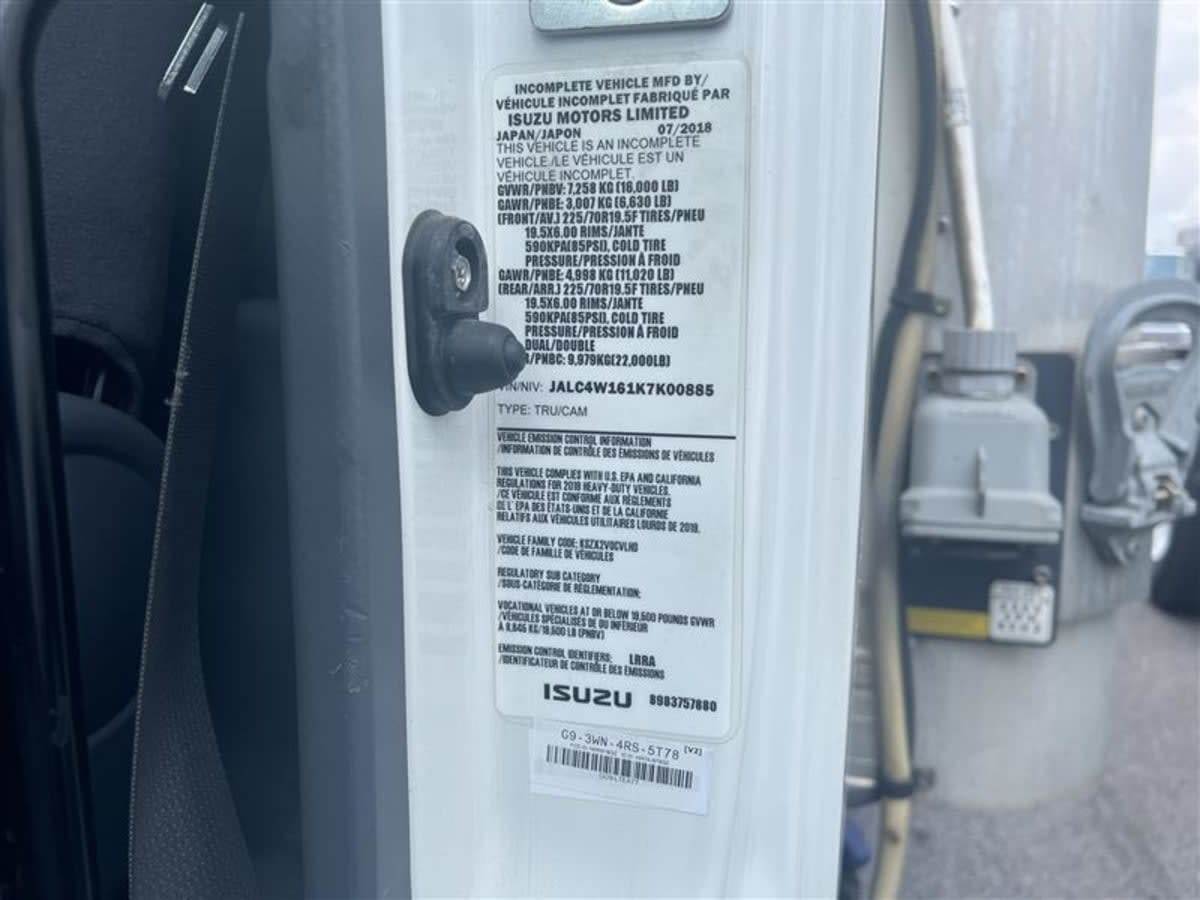 INCOMPLETE VEHICLE MFD BY/
VÉHICULE INCOMPLET FABRIQUÉ PAR
ISUZU MOTORS LIMITED
JAPAN/JAPON 07/2018
THIS VEHICLE IS AN INCOMPLETE
VEHICLE./LE VÉHICULE EST UN
VÉHICULE INCOMPLET.
GVWR/PNBV: 7,258 KG (16,000 LB)
GAWR/PNBE: 3,007 KG (6,630 LB)
(FRONT/AV.) 225/70R19.5F TIRES/PNEU
19.5X6.00 RIMS/JANTE
590KPA(85PSI), COLD TIRE
PRESSURE/PRESSION À FROID
GAWR/PNBE: 4,998 KG (11,020 LB)
(REAR/ARR.) 225/70R19.5F TIRES/PNEU
19.5X6.00 RIMS/JANTE
590KPA(85PSI), COLD TIRE
PRESSURE/PRESSION À FROID
DUAL/DOUBLE
/PNBC: 9,979KG(22,000LB)
VIN/NIV: JALC4W161K7K00885
TYPE: TRU/CAM
VEHICLE EMISSION CONTROL INFORMATION
/INFORMATION DE CONTRÔLE DES ÉMISSIONS DE VÉHICULES
THIS VEHICLE COMPLIES WITH U.S. EPA AND CALIFORNIA
REGULATIONS FOR 2019 HEAVY-DUTY VEHICLES.
/CE VÉHICULE EST CONFORME AUX RÈGLEMENTS
DE L'EPA DES ÉTATS-UNIS ET DE LA CALIFORNIE
RELATIFS AUX VÉHICULES UTILITAIRES LOURDS DE 2019.
VEHICLE FAMILY CODE: KSZX2VOCVLHD
/CODE DE FAMILLE DE VÉHICULES
REGULATORY SUB CATEGORY
/SOUS-CATÉGORIE DE RÉGLEMENTATION:
VOCATIONAL VEHICLES AT OR BELOW 19,500 POUNDS GVWR
/VÉHICULES SPÉCIALISÉS DE OU INFÉRIEUR
À 8,845 KG/19,500 LB (PNBV)
EMISSION CONTROL IDENTIFIERS: LRRA
/IDENTIFICATEUR DE CONTRÔLE DES ÉMISSIONS
ISUZU 8983757880
G9-3WN-4RS-5T78 [V2]